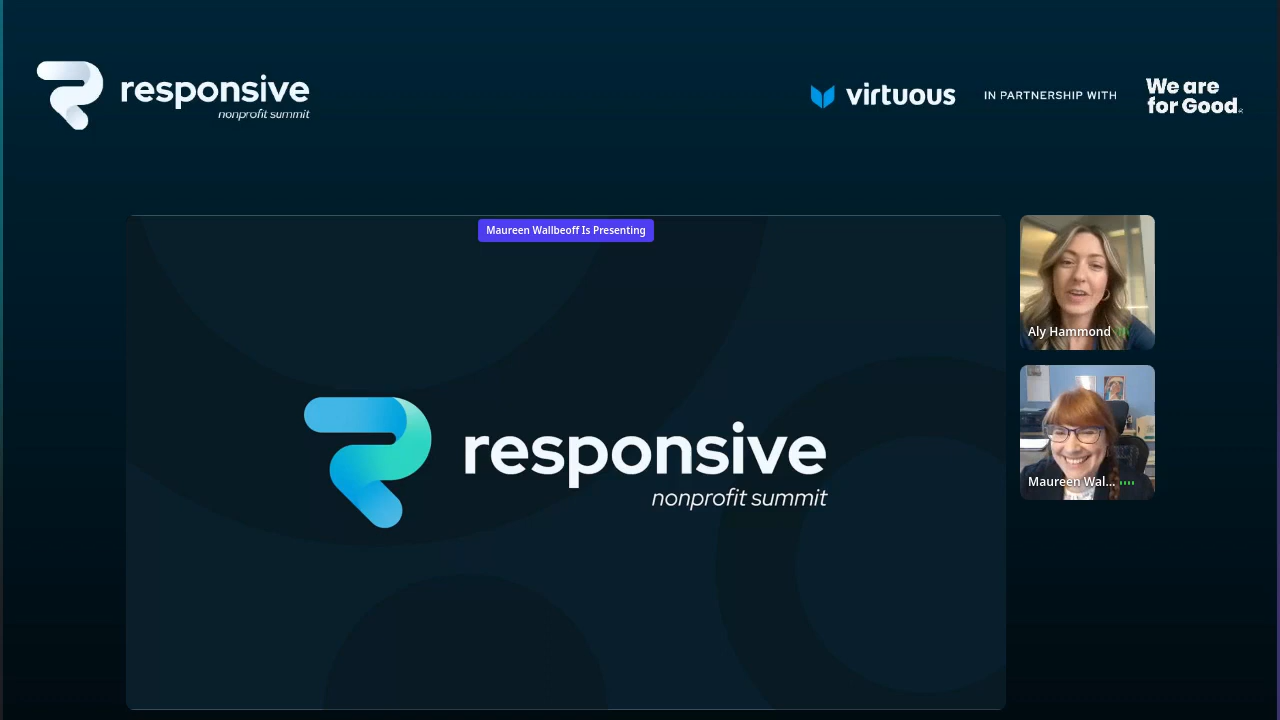 responsive
nonprofit summit
virtuous
IN PARTNERSHIP WITH
We are
for Good.
Maureen Wallbeoff Is Presenting
responsive
nonprofit summit
Aly Hammond
Maureen Wal...